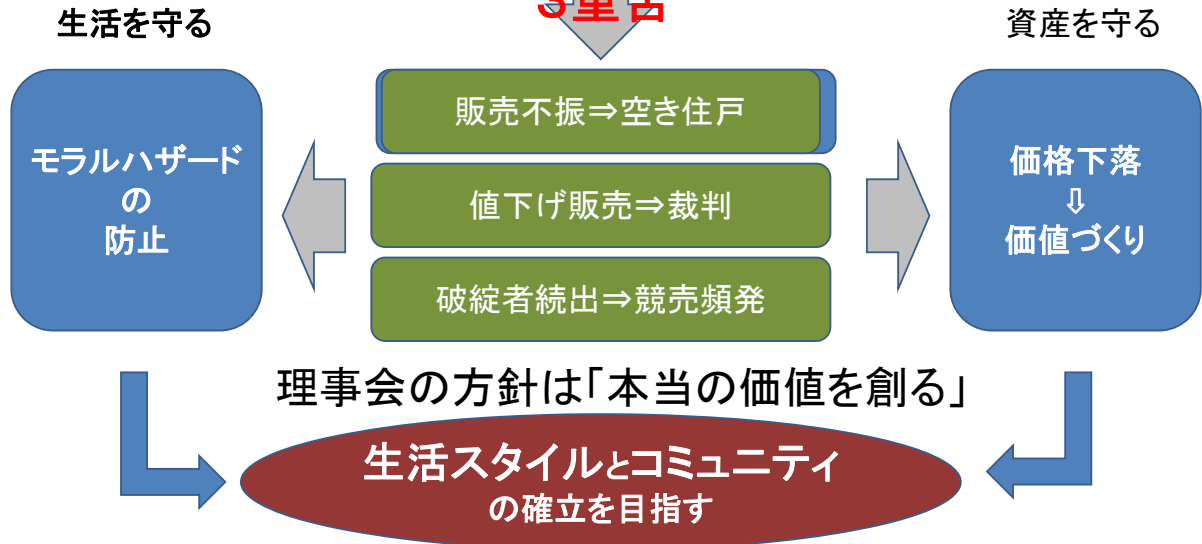 3重苦
生活を守る
資産を守る
販売不振⇒空き住戸
モラルハザード
の
防止
値下げ販売⇒裁判
価格下落
⇩
価値づくり
破綻者続出⇒競売頻発
理事会の方針は「本当の価値を創る」
生活スタイルとコミュニティ
の確立を目指す